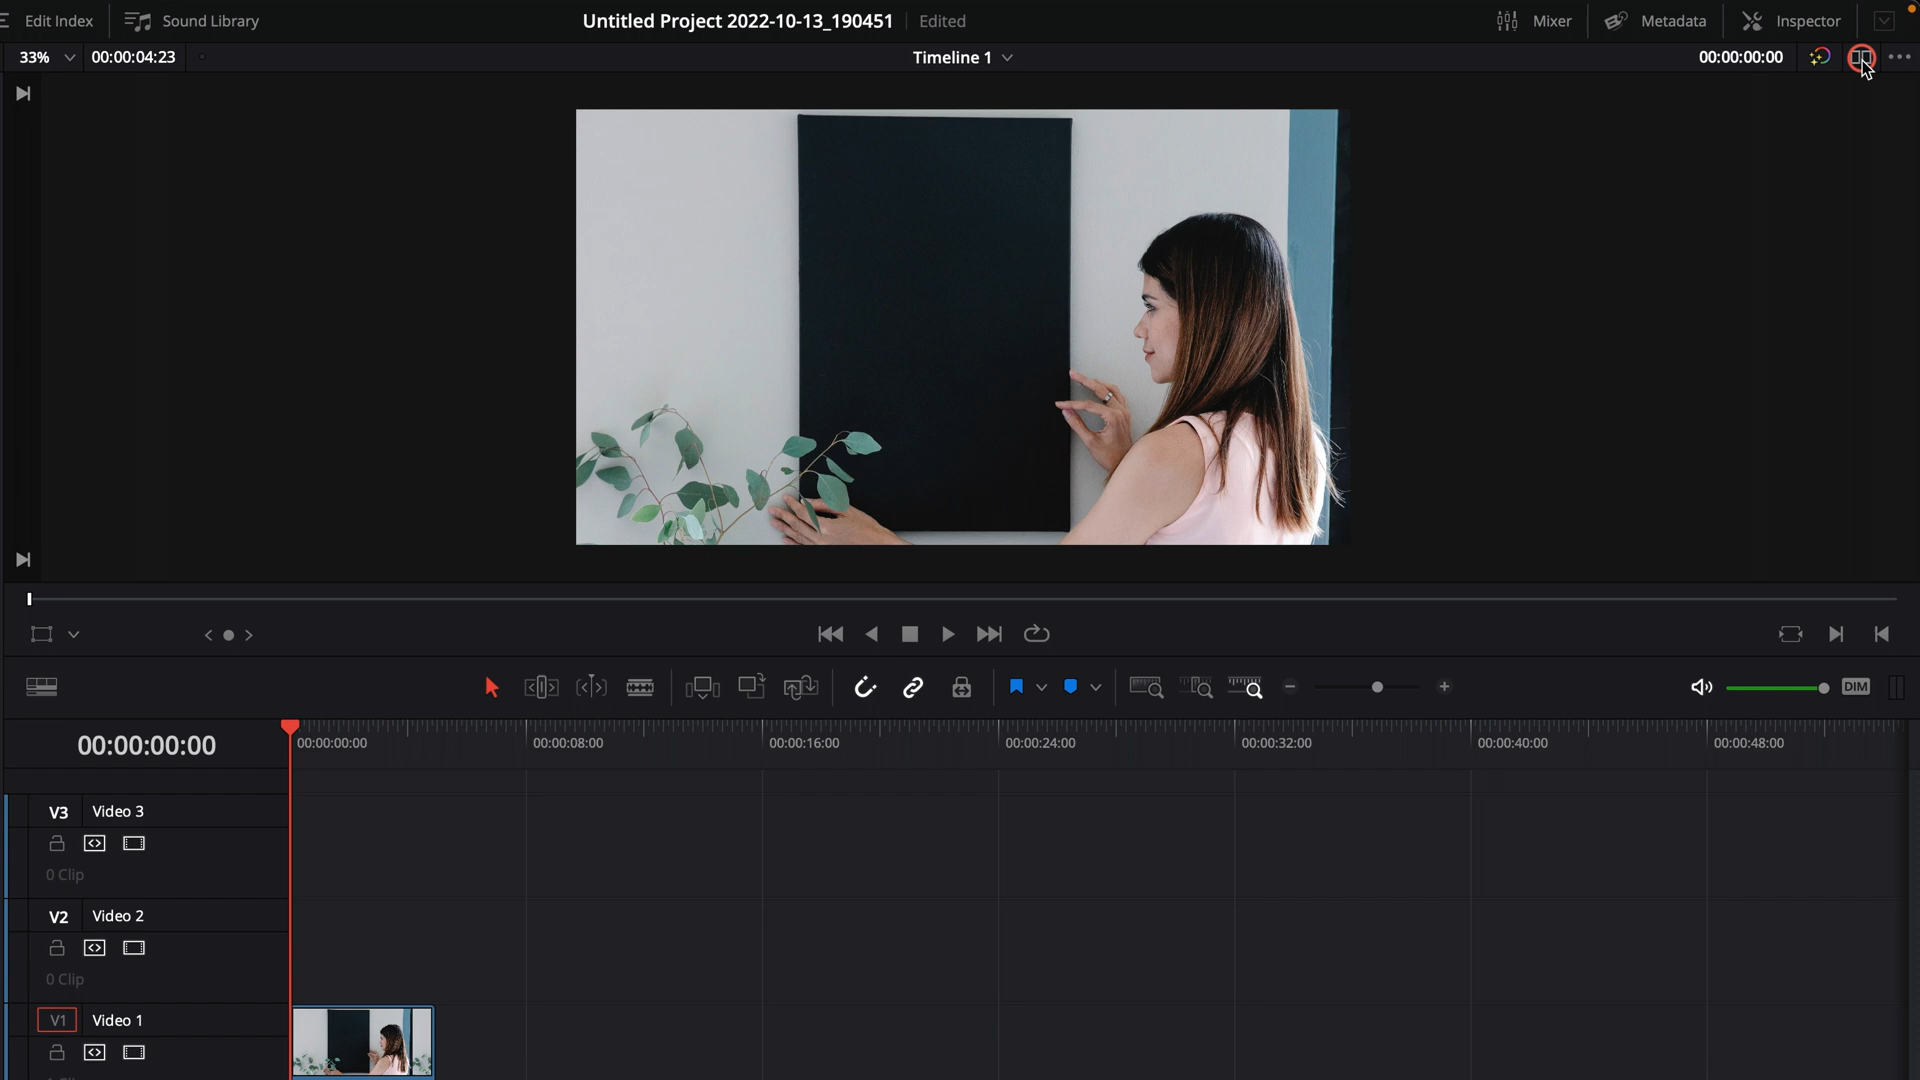 Edit Index
Sound Library
Untitled Project 2022-10-13_190451
Edited
Mixer
Metadata
Inspector
33%
00:00:04:23
Timeline 1
00:00:00:00
DIM
00:00:00:00
00:00:00:00
00:00:08:00
00:00:16:00
00:00:24:00
00:00:32:00
00:00:40:00
00:00:48:00
V3 Video 3
0 Clip
V2 Video 2
0 Clip
V1 Video 1